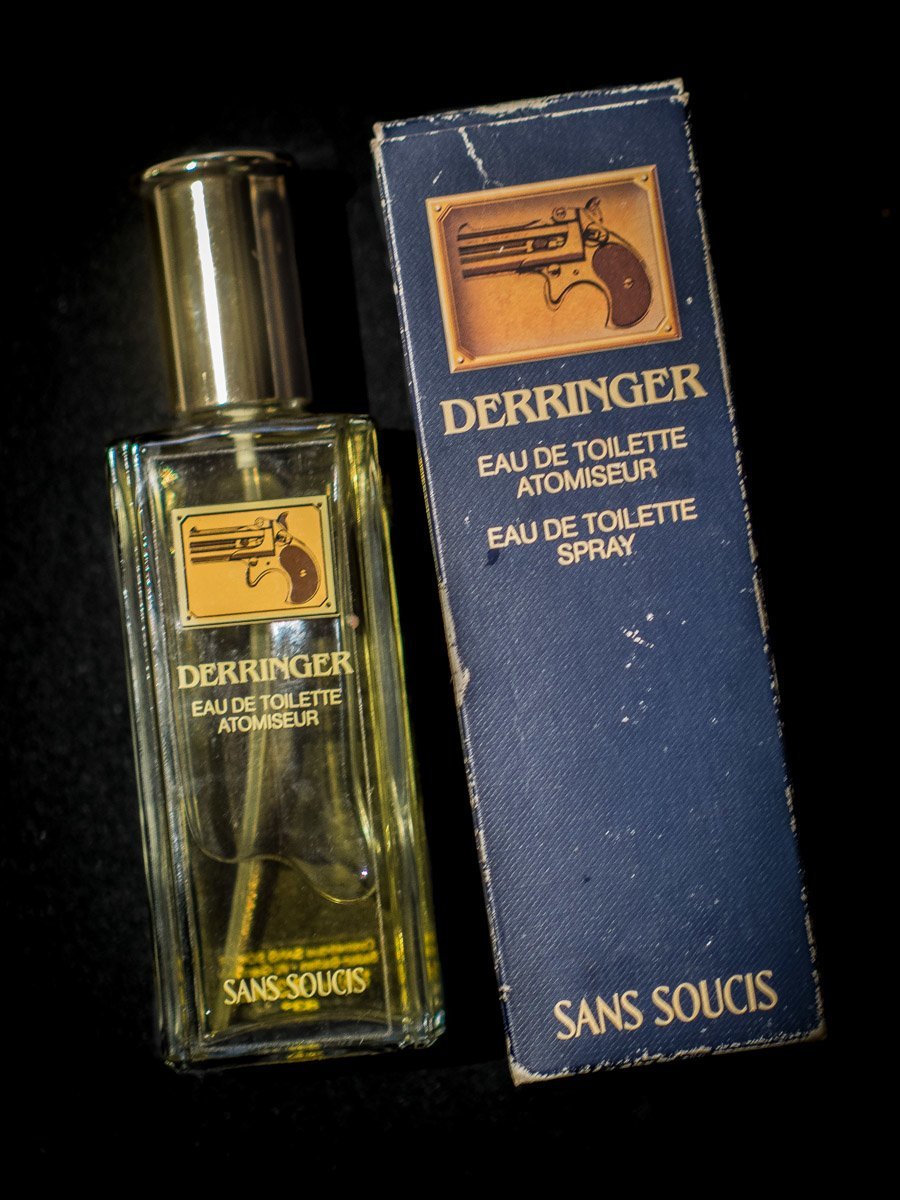 DERRINGER
EAU DE TOILETTE
ATOMISEUR
SANS SOUCIS
DERRINGER
EAU DE TOILETTE
ATOMISEUR
EAU DE TOILETTE
SPRAY
SANS SOUCIS